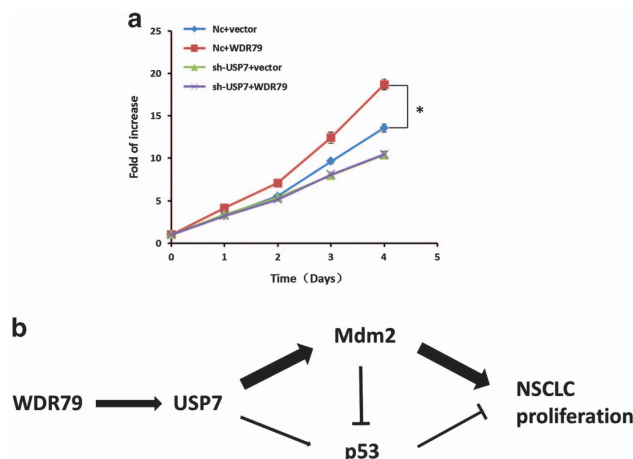 a
25
20
15
10
5
0
Fold of increase
Nc+vector
Nc+WDR79
sh-USP7+vector
sh-USP7+WDR79
*
0 1 2 3 4 5
Time (Days)
b
Mdm2
WDR79 USP7
NSCLC
proliferation
p53